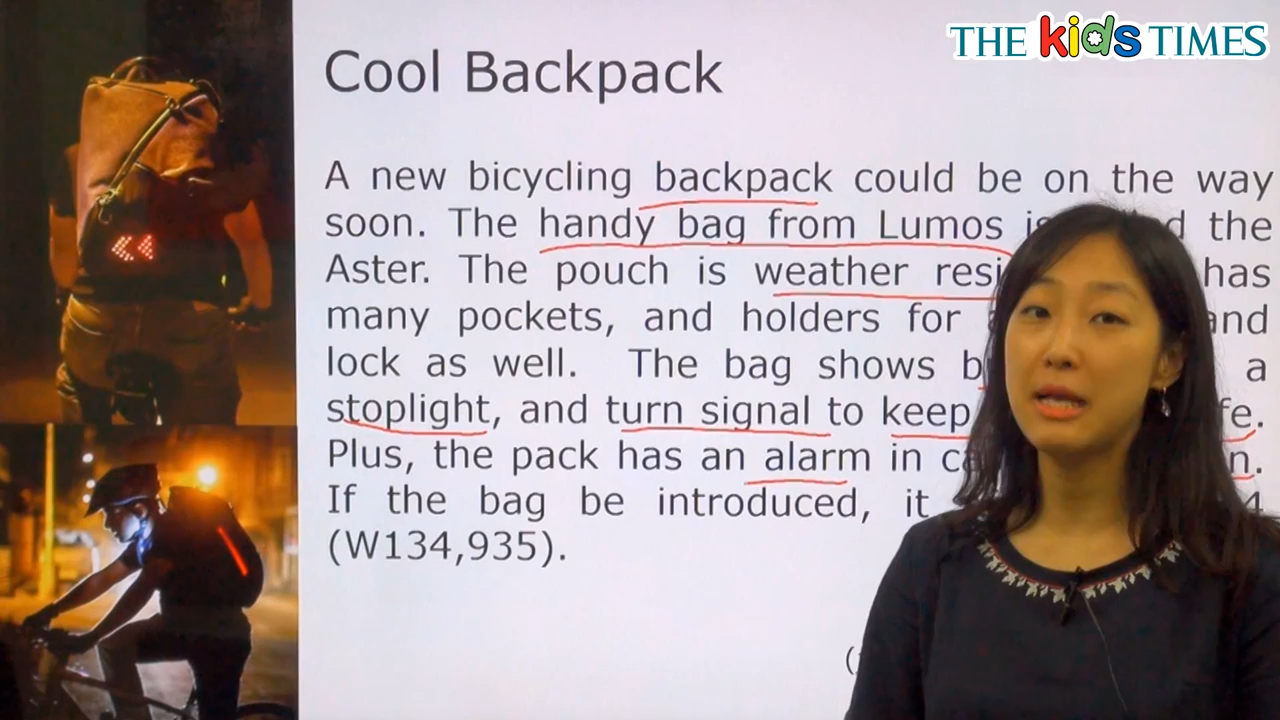 THE kids TIMES
Cool Backpack
A new bicycling backpack could be on the way
soon. The handy bag from Lumos the
Aster. The pouch is weather has
many pockets, and holders for and
lock as well. The bag shows a
stoplight, and turn signal to keep
Plus, the pack has an alarm in
If the bag be introduced, it
(W134,935).